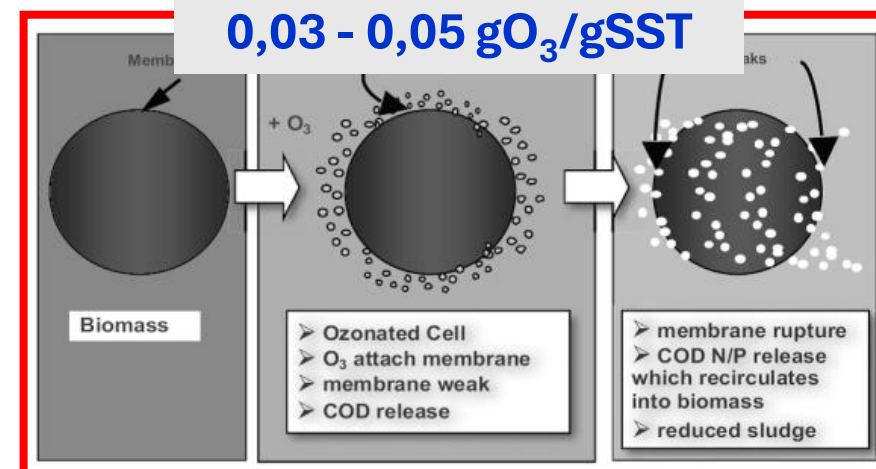 0,03 - 0,05 gO₃/gSST
+ O₃
Biomass
➢ Ozonated Cell
➢ O₃ attach membrane
➢ membrane weak
➢ COD release
➢ membrane rupture
➢ COD N/P release
which recirculates
into biomass
➢ reduced sludge